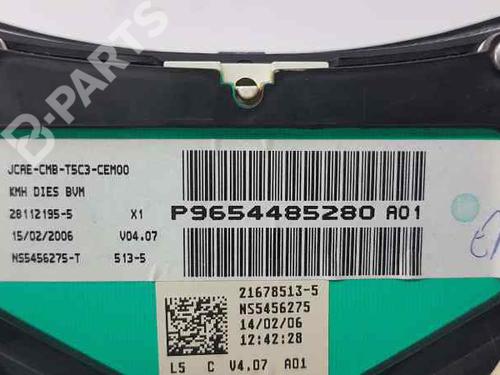 B-PARTS
JCAE-CMB-T5C3-CEM00
KMH DIES BVM
28112195-5 X1
15/02/2006 V04.07
NS5456275-T 513-5
P9654485280 A01
21678513-5
NS5456275
14/02/06
12:42:28
L5 C V4.07 A01